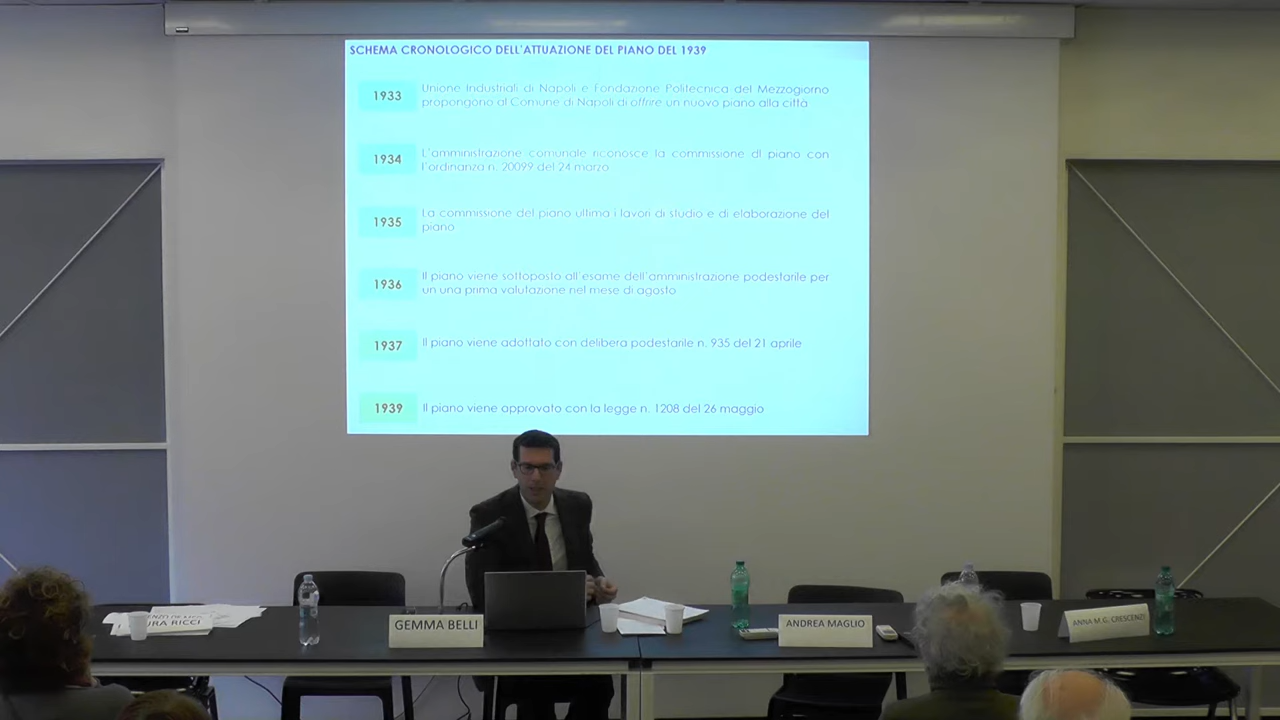 SCHEMA CRONOLOGICO DELL'ATTUAZIONE DEL PIANO DEL 1939
1933
Unione Industriali di Napoli e Fondazione Politecnica del Mezzogiorno
propongono al Comune di Napoli di offrire un nuovo piano alla città
1934
L'amministrazione comunale riconosce la commissione di piano con
l'ordinanza n. 20099 del 24 marzo
1935
La commissione del piano ultima i lavori di studio e di elaborazione del
piano
1936
Il piano viene sottoposto all'esame dell'amministrazione podestarile per
un una prima valutazione nel mese di agosto
1937
Il piano viene adottato con delibera podestarile n. 935 del 21 aprile
1939
Il piano viene approvato con la legge n. 1208 del 26 maggio
RICCI
GEMMA BELLI
ANDREA MAGLIO
ANNA M.G. CRESCENZI